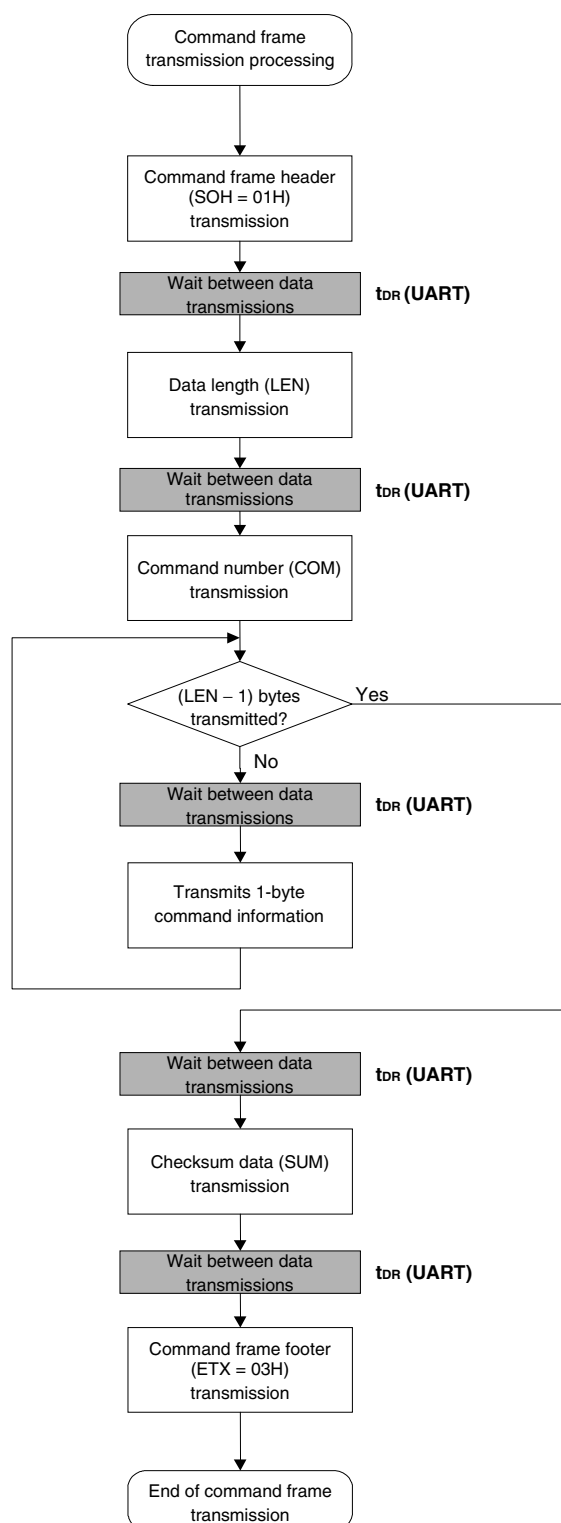 Command frame
transmission processing
Command frame header
(SOH = 01H)
transmission
Wait between data
transmissions
tDR (UART)
Data length (LEN)
transmission
Wait between data
transmissions
tDR (UART)
Command number (COM)
transmission
(LEN – 1) bytes
transmitted?
Yes
No
Wait between data
transmissions
tDR (UART)
Transmits 1-byte
command information
Wait between data
transmissions
tDR (UART)
Checksum data (SUM)
transmission
Wait between data
transmissions
tDR (UART)
Command frame footer
(ETX = 03H)
transmission
End of command frame
transmission